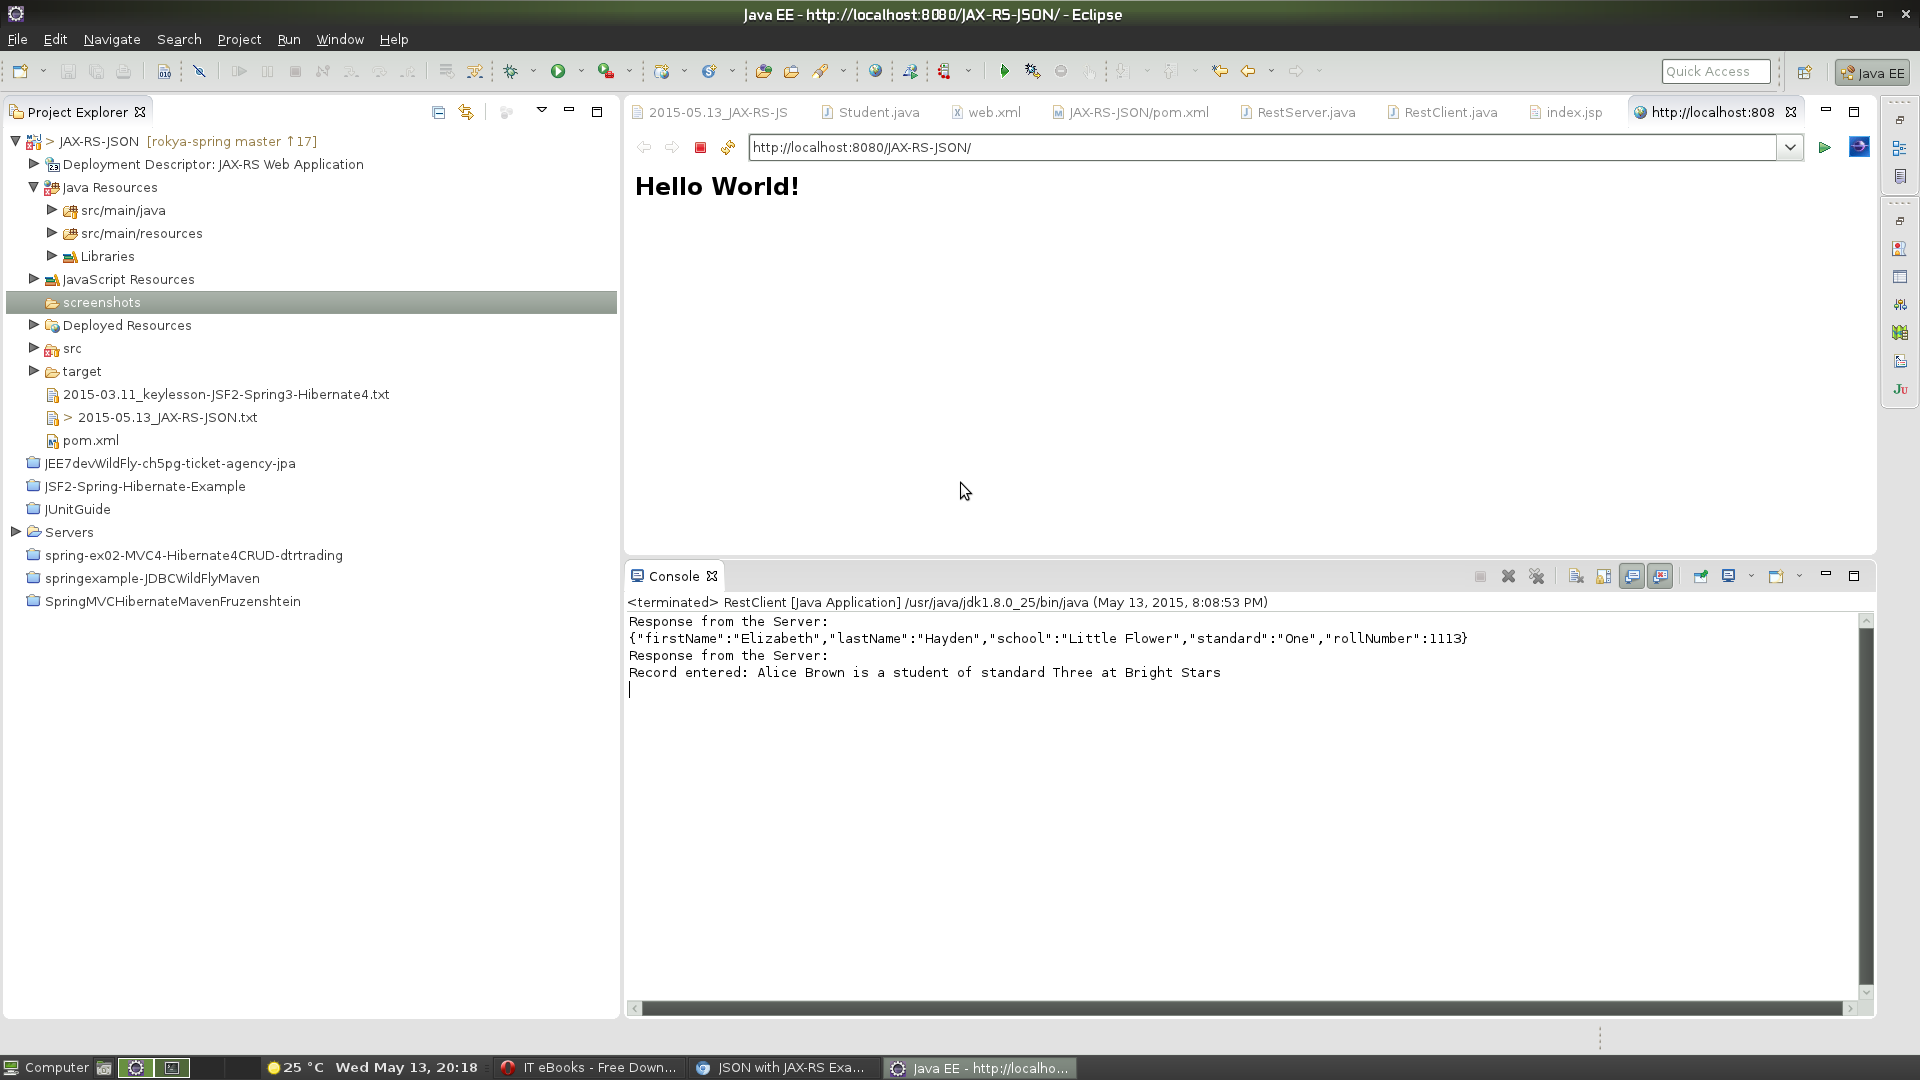 Java EE - http://localhost:8080/JAX-RS-JSON/ - Eclipse
File Edit Navigate Search Project Run Window Help
Quick Access
Java EE
Project Explorer
> JAX-RS-JSON [rokya-spring master ↑17]
Deployment Descriptor: JAX-RS Web Application
Java Resources
src/main/java
src/main/resources
Libraries
JavaScript Resources
screenshots
Deployed Resources
src
target
2015-03.11_keylesson-JSF2-Spring3-Hibernate4.txt
> 2015-05.13_JAX-RS-JSON.txt
pom.xml
JEE7devWildFly-ch5pg-ticket-agency-jpa
JSF2-Spring-Hibernate-Example
JUnitGuide
Servers
spring-ex02-MVC4-Hibernate4CRUD-dtrtrading
springexample-JDBCWildFlyMaven
SpringMVCHibernateMavenFruzenshtein
2015-05.13_JAX-RS-JS Student.java web.xml JAX-RS-JSON/pom.xml RestServer.java RestClient.java index.jsp http://localhost:808
http://localhost:8080/JAX-RS-JSON/
Hello World!
Console
<terminated> RestClient [Java Application] /usr/java/jdk1.8.0_25/bin/java (May 13, 2015, 8:08:53 PM)
Response from the Server:
{"firstName":"Elizabeth","lastName":"Hayden","school":"Little Flower","standard":"One","rollNumber":1113}
Response from the Server:
Record entered: Alice Brown is a student of standard Three at Bright Stars
Computer
25 °C Wed May 13, 20:18
IT eBooks - Free Down...
JSON with JAX-RS Exa...
Java EE - http://localho...